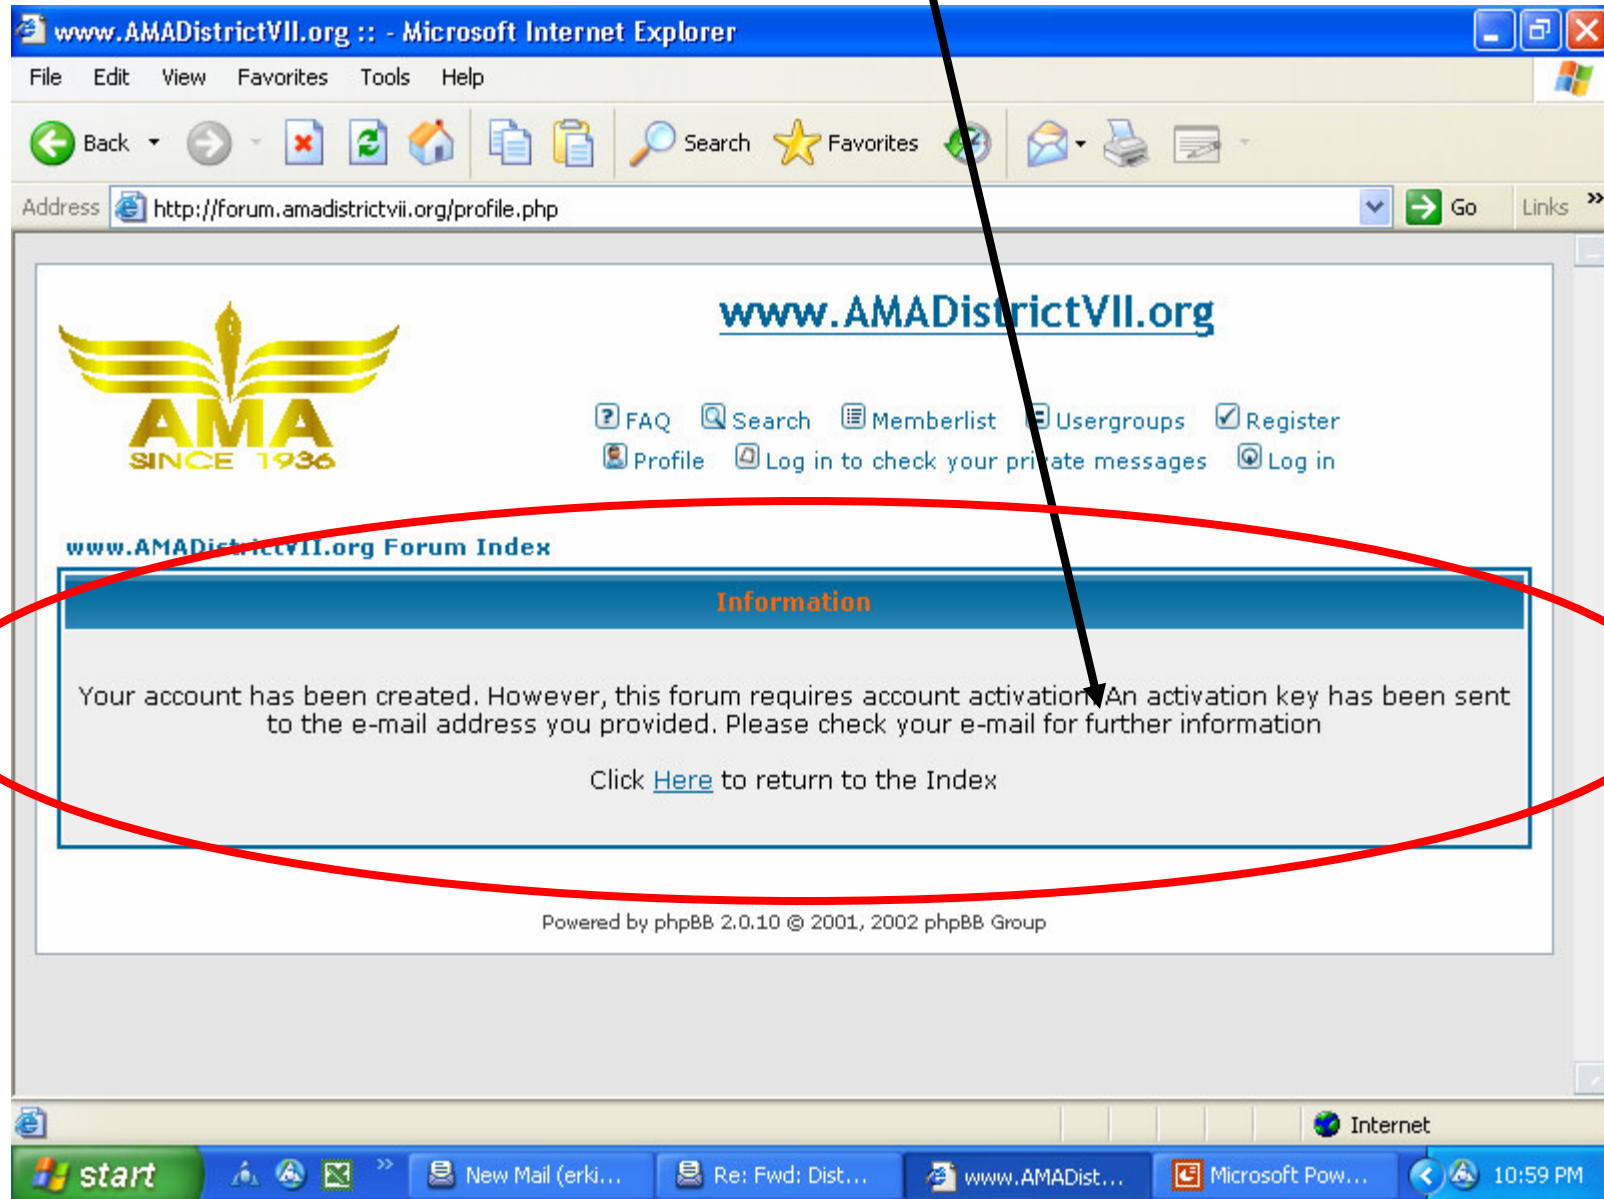 www.AMADistrictVII.org :: - Microsoft Internet Explorer
File Edit View Favorites Tools Help
Back Search Favorites
Address http://forum.amadistrictvii.org/profile.php Go Links »
www.AMADistrictVII.org
AMA
SINCE 1936
FAQ Search Memberlist Usergroups Register
Profile Log in to check your private messages Log in
www.AMADistrictVII.org Forum Index
Information
Your account has been created. However, this forum requires account activation. An activation key has been sent
to the e-mail address you provided. Please check your e-mail for further information
Click Here to return to the Index
Powered by phpBB 2.0.10 © 2001, 2002 phpBB Group
Internet
start » New Mail (erki... Re: Fwd: Dist... www.AMADist... Microsoft Pow... 10:59 PM